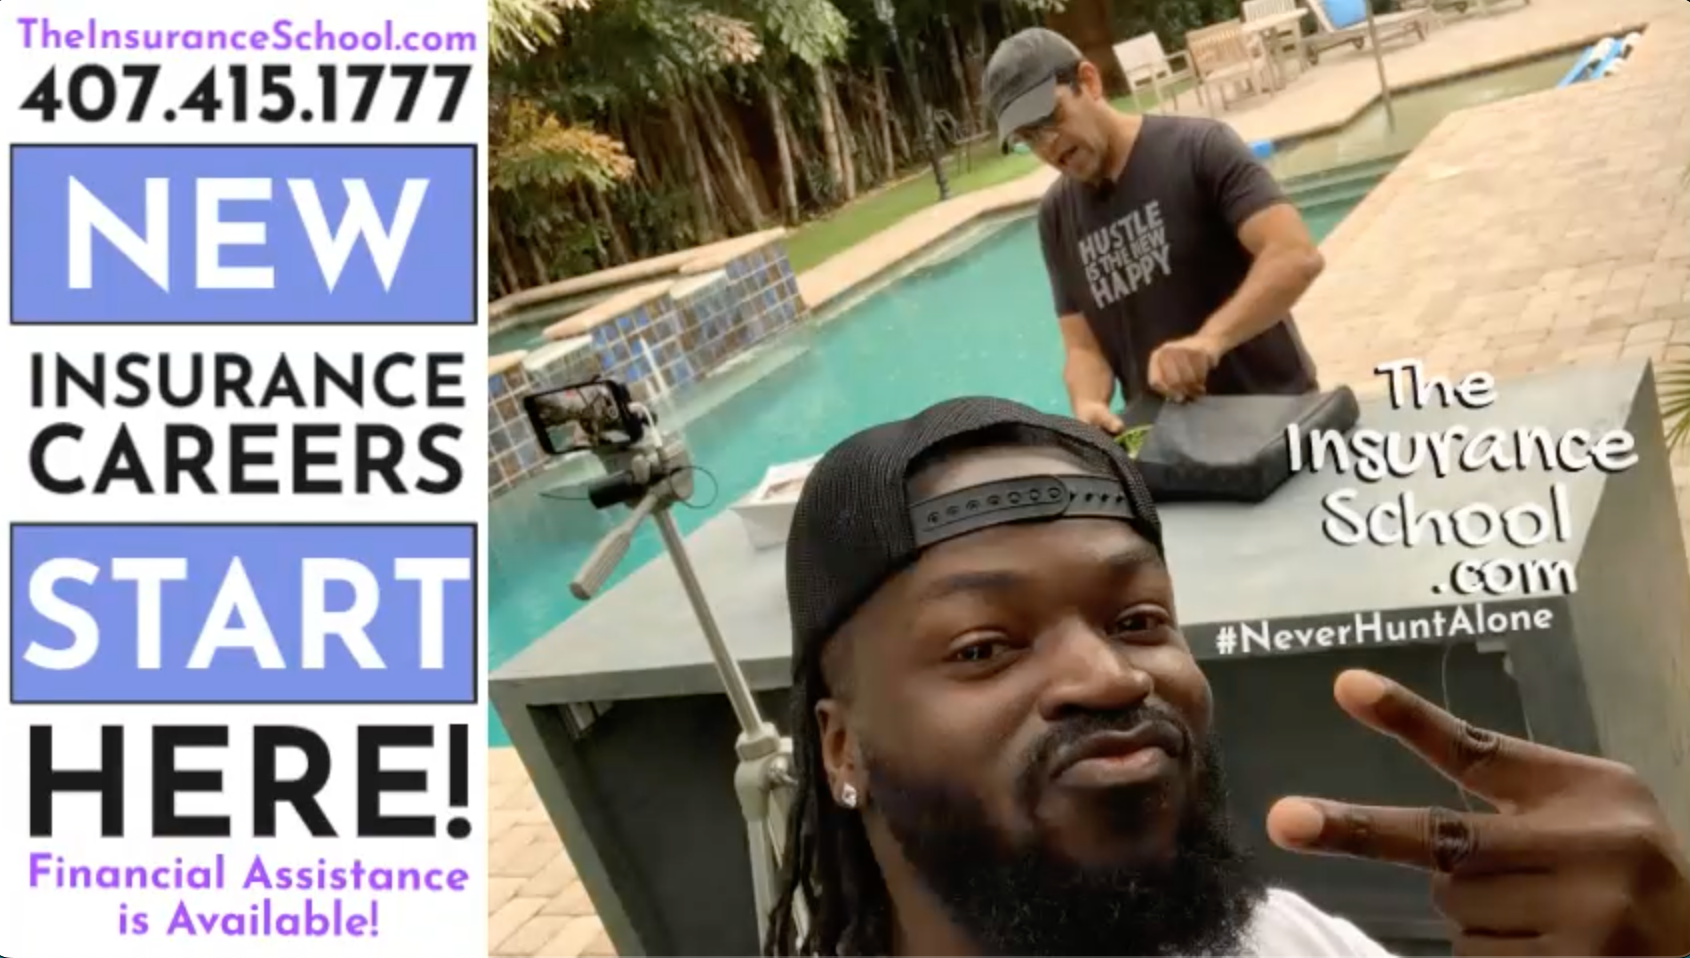 TheInsuranceSchool.com
407.415.1777
NEW
INSURANCE
CAREERS
START
HERE!
Financial Assistance
is Available!
HUSTLE
IS THE NEW
HAPPY
The
Insurance
School
.com
#NeverHuntAlone